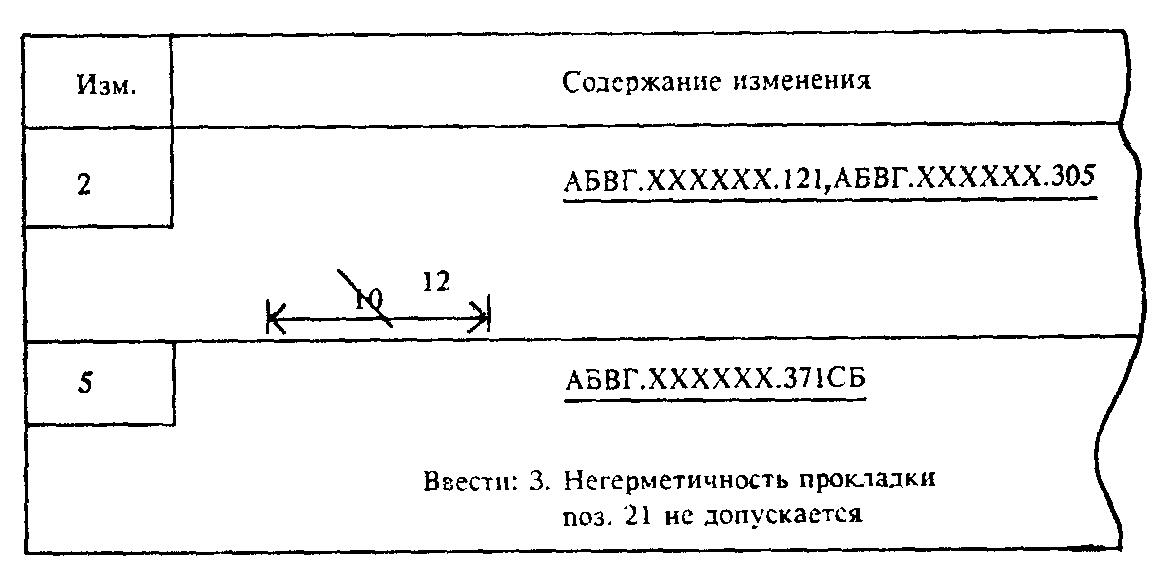 Изм.
Содержание изменения
2
АБВГ.XXXXXX.121,АБВГ.XXXXXX.305
10
12
5
АБВГ.XXXXXX.371СБ
Ввести: 3. Негерметичность прокладки
поз. 21 не допускается